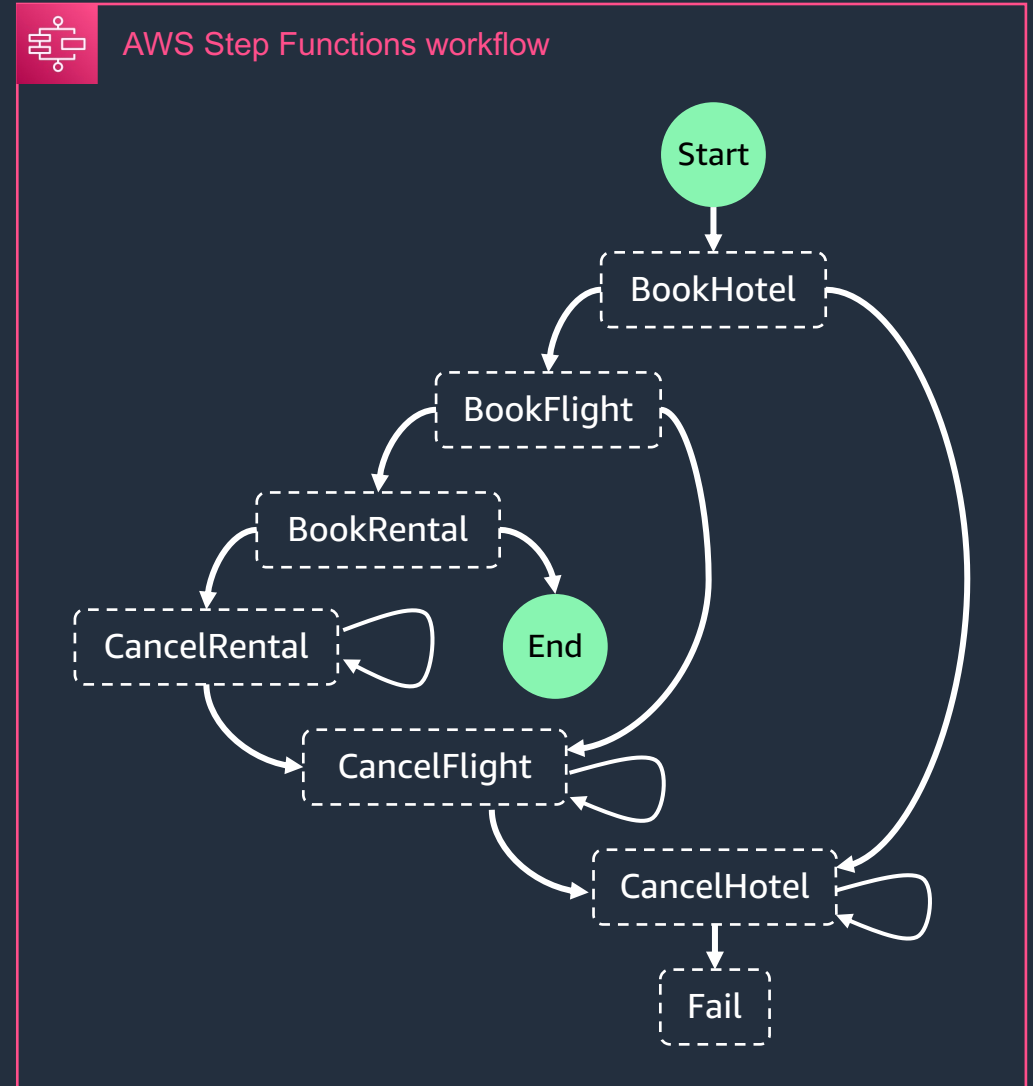 AWS Step Functions workflow
Start
BookHotel
BookFlight
BookRental
CancelRental
End
CancelFlight
CancelHotel
Fail